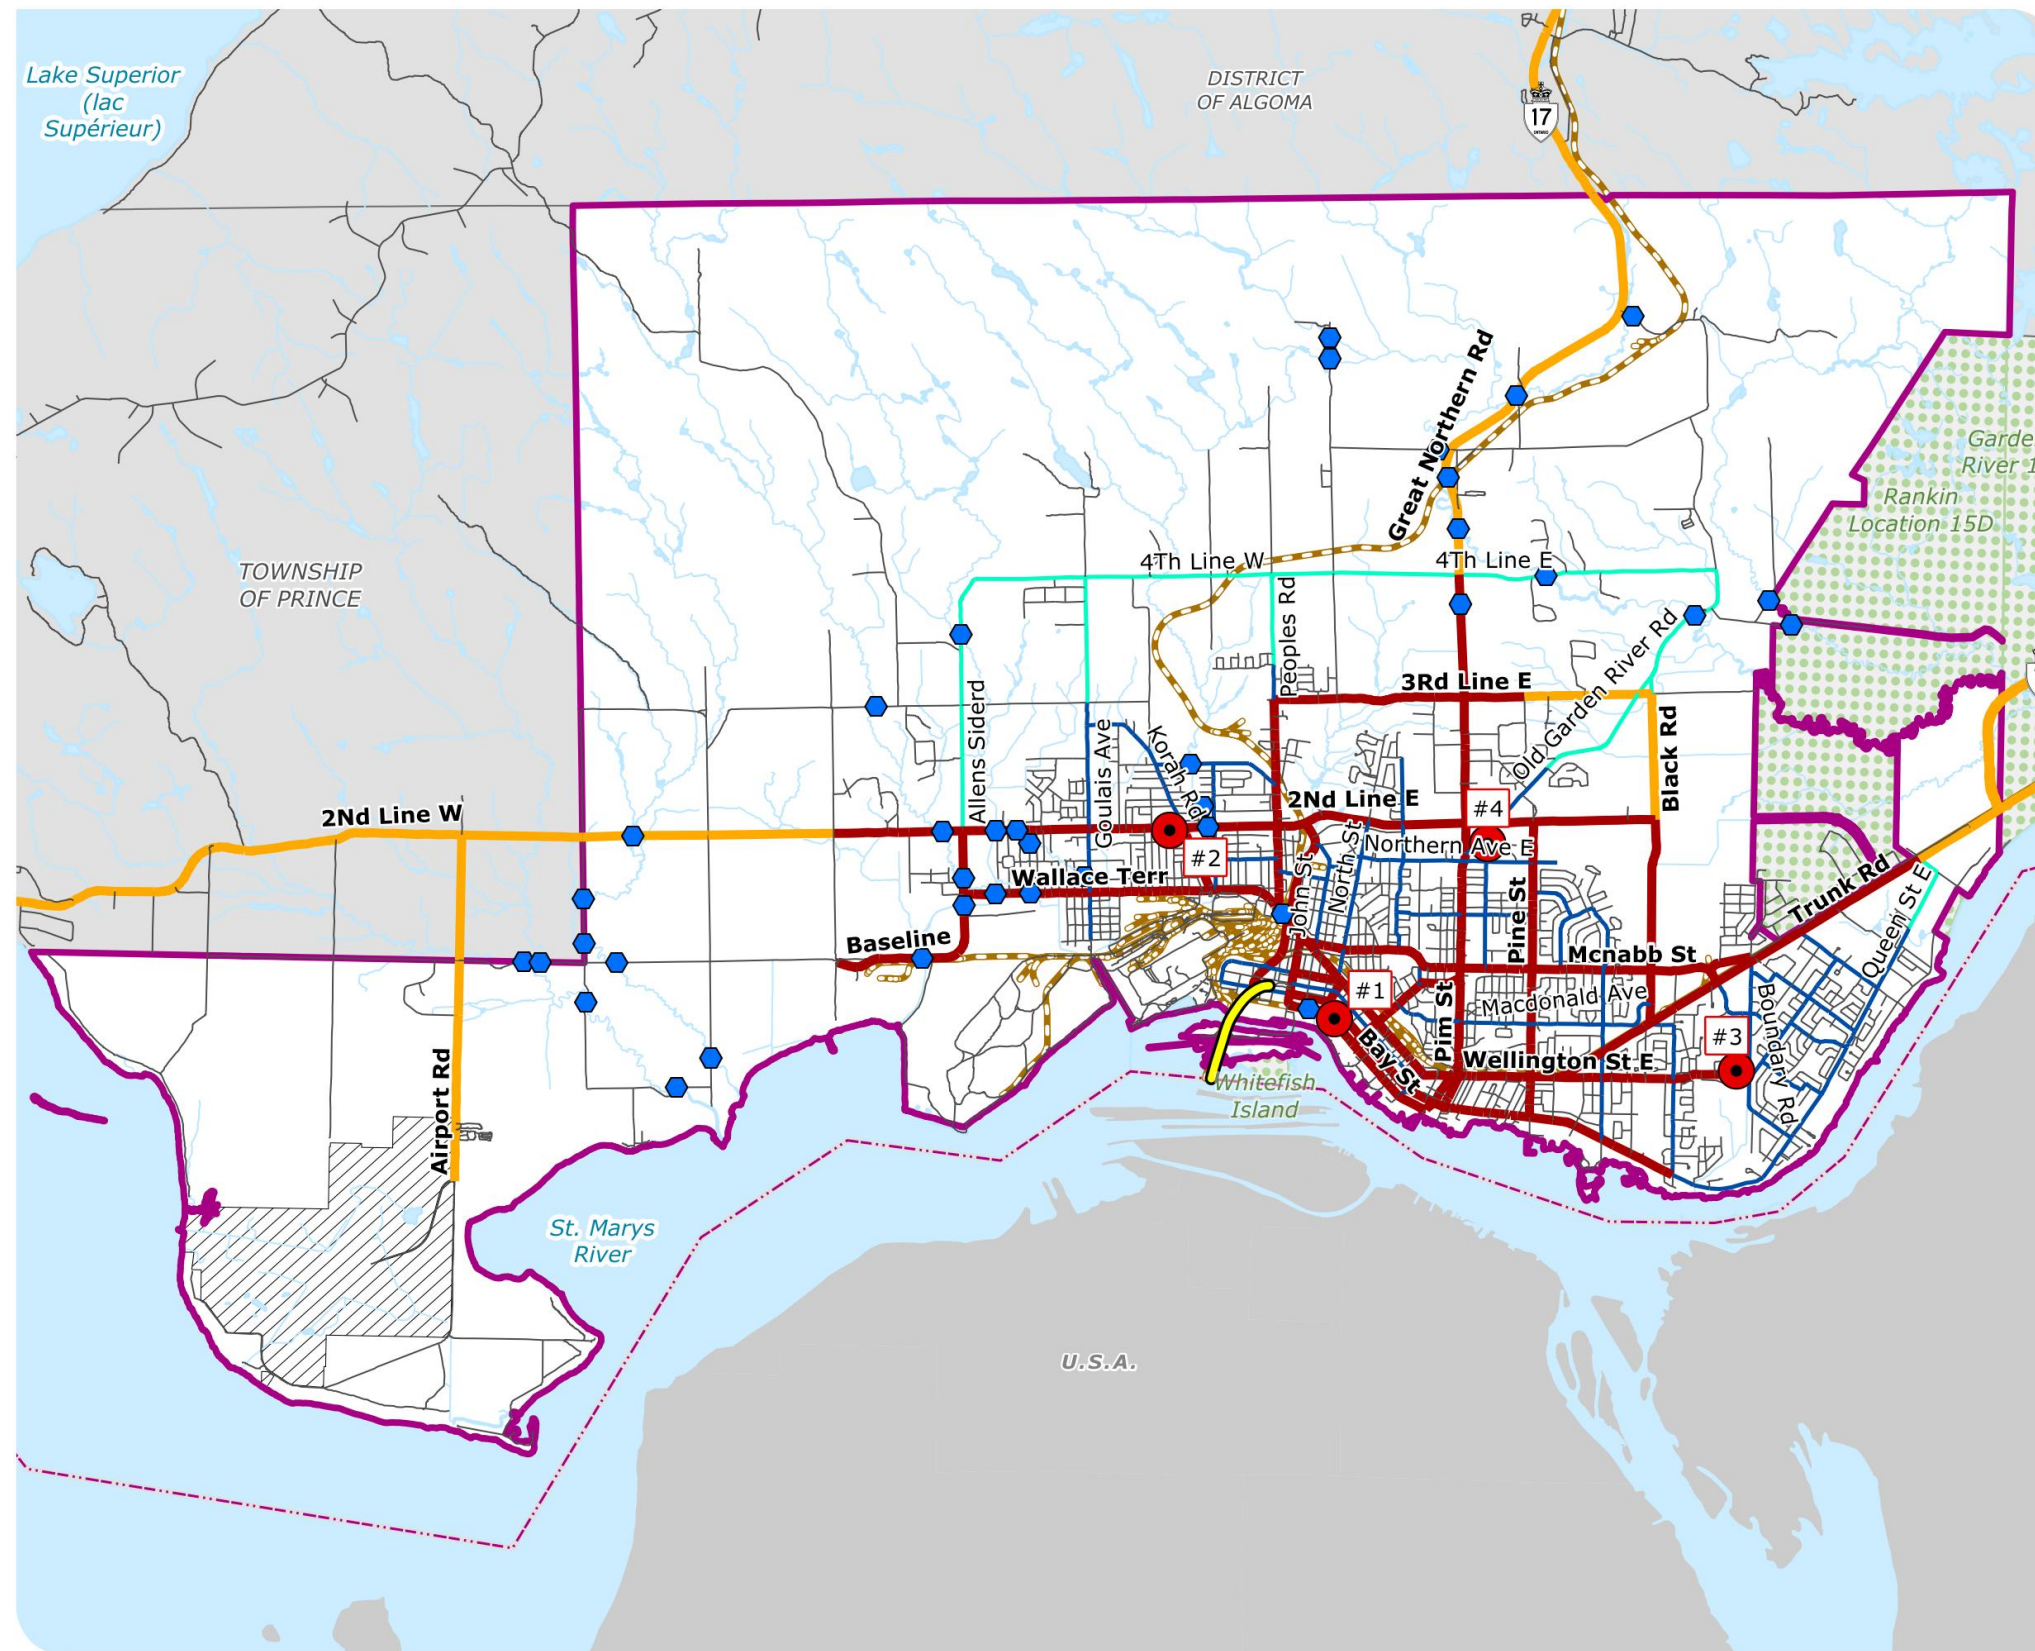 Lake Superior
(lac
Supérieur)
DISTRICT
OF ALGOMA
17
ONTARIO
Great Northern Rd
Garde
River 1
Rankin
Location 15D
TOWNSHIP
OF PRINCE
4Th Line W
4Th Line E
Peoples Rd
Old Garden River Rd
3Rd Line E
Allens Siderd
Goulais Ave
Korah Rd
Black Rd
2Nd Line W
2Nd Line E
#4
Northern Ave E
#2
North St
John St
Wallace Terr
Pine St
Trunk Rd
Queen St E
Baseline
Mcnabb St
#1
Macdonald Ave
Pim St
Boundary Rd
#3
Bay St
Wellington St E
Airport Rd
Whitefish
Island
St. Marys
River
U.S.A.